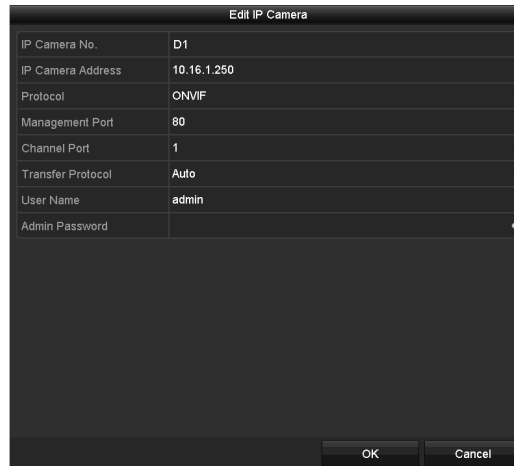 Edit IP Camera
IP Camera No. D1
IP Camera Address 10.16.1.250
Protocol ONVIF
Management Port 80
Channel Port 1
Transfer Protocol Auto
User Name admin
Admin Password
OK Cancel